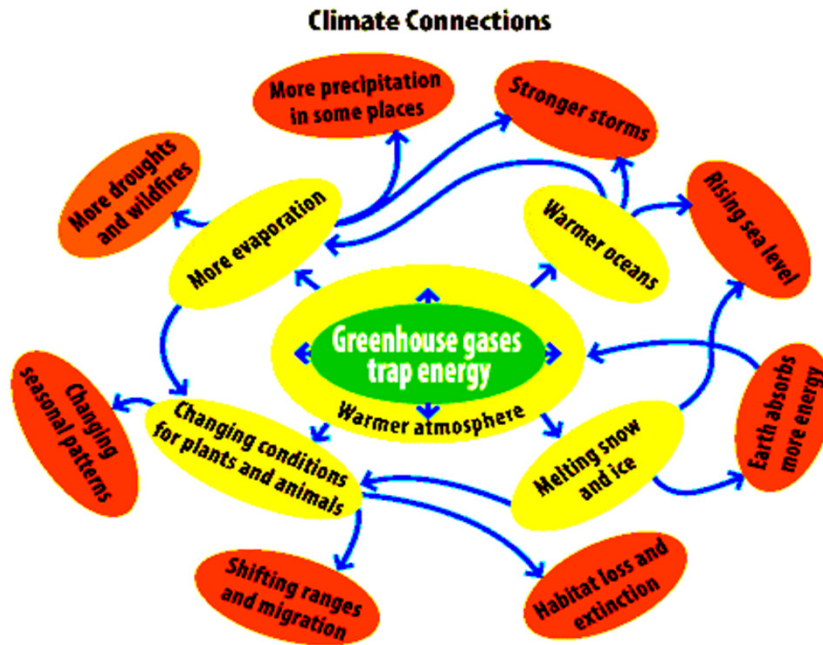 Climate Connections
More precipitation
in some places
Stronger storms
More droughts
and wildfires
More evaporation
Warmer oceans
Rising sea level
Greenhouse gases
trap energy
Warmer atmosphere
Changing
seasonal patterns
Changing conditions
for plants and animals
Melting snow
and ice
Earth absorbs
more energy
Shifting ranges
and migration
Habitat loss and
extinction